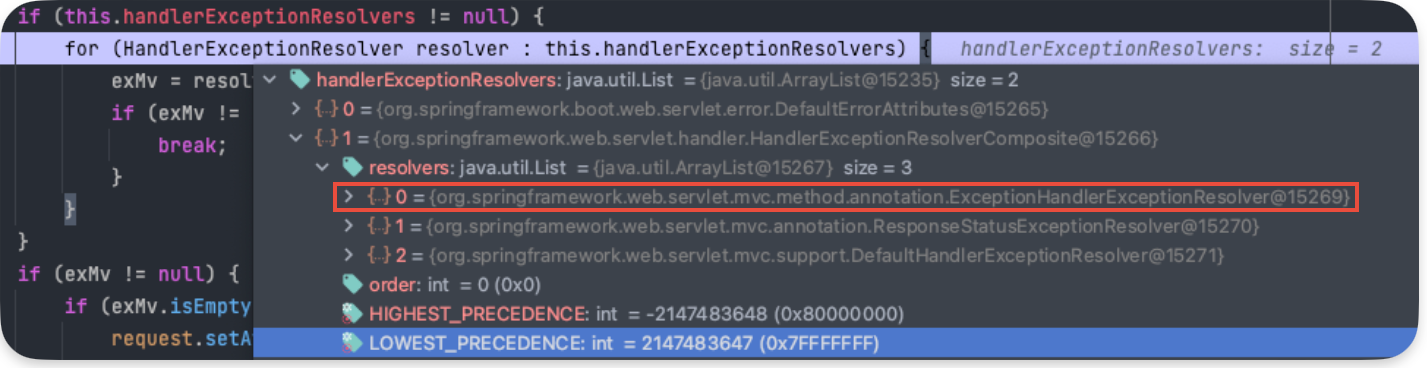 if (this.handlerExceptionResolvers != null) {
for (HandlerExceptionResolver resolver : this.handlerExceptionResolvers) { handlerExceptionResolvers: size = 2
exMv = resol
handlerExceptionResolvers: java.util.List = {java.util.ArrayList@15235} size = 2
if (exMv !=
{...} 0 = {org.springframework.boot.web.servlet.error.DefaultErrorAttributes@15265}
break;
{...} 1 = {org.springframework.web.servlet.handler.HandlerExceptionResolverComposite@15266}
}
resolvers: java.util.List = {java.util.ArrayList@15267} size = 3
}
{...} 0 = {org.springframework.web.servlet.mvc.method.annotation.ExceptionHandlerExceptionResolver@15269}
}
{...} 1 = {org.springframework.web.servlet.mvc.annotation.ResponseStatusExceptionResolver@15270}
{...} 2 = {org.springframework.web.servlet.mvc.support.DefaultHandlerExceptionResolver@15271}
if (exMv != null) {
order: int = 0 (0x0)
if (exMv.isEmpty
HIGHEST_PRECEDENCE: int = -2147483648 (0x80000000)
request.setA
LOWEST_PRECEDENCE: int = 2147483647 (0x7FFFFFFF)